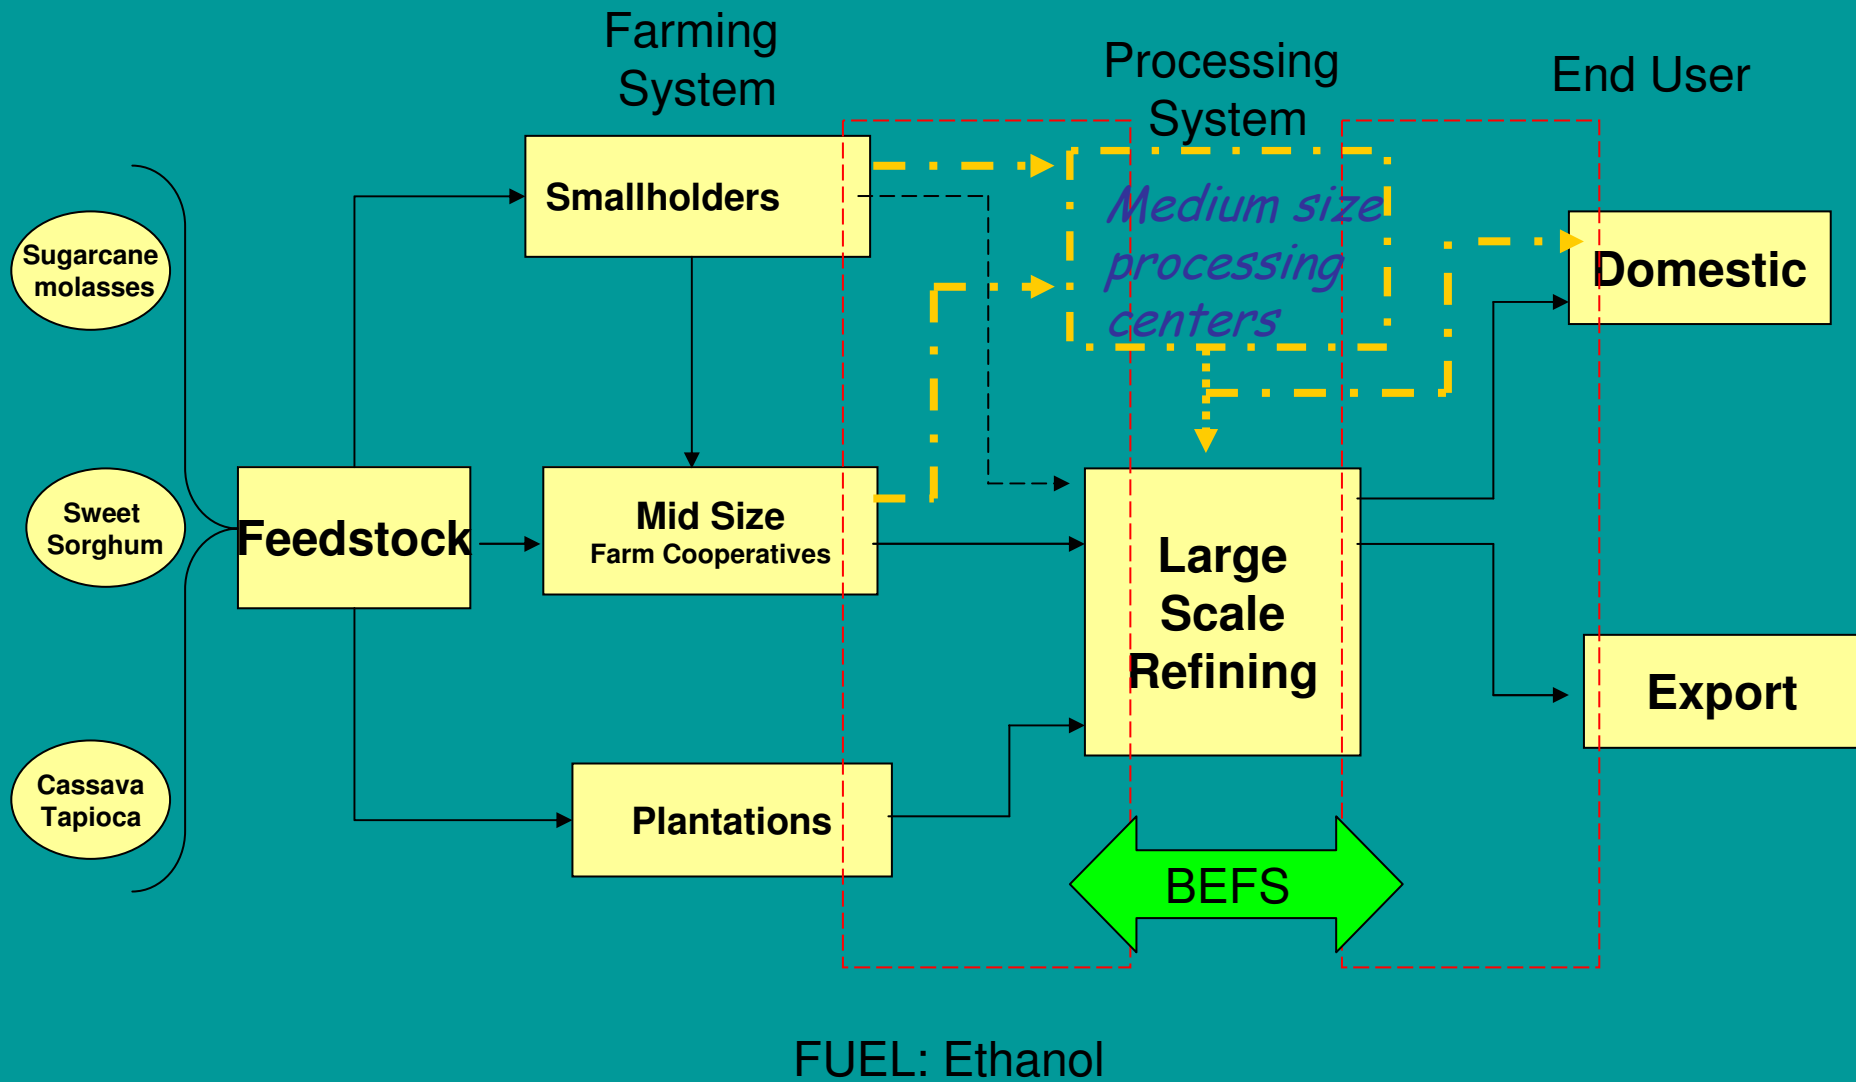 Farming
System
Processing
System
End User
Smallholders
Medium size
processing
centers
Sugarcane
molasses
Domestic
Sweet
Sorghum
Feedstock
Mid Size
Farm Cooperatives
Large
Scale
Refining
Export
Cassava
Tapioca
Plantations
BEFS
FUEL: Ethanol